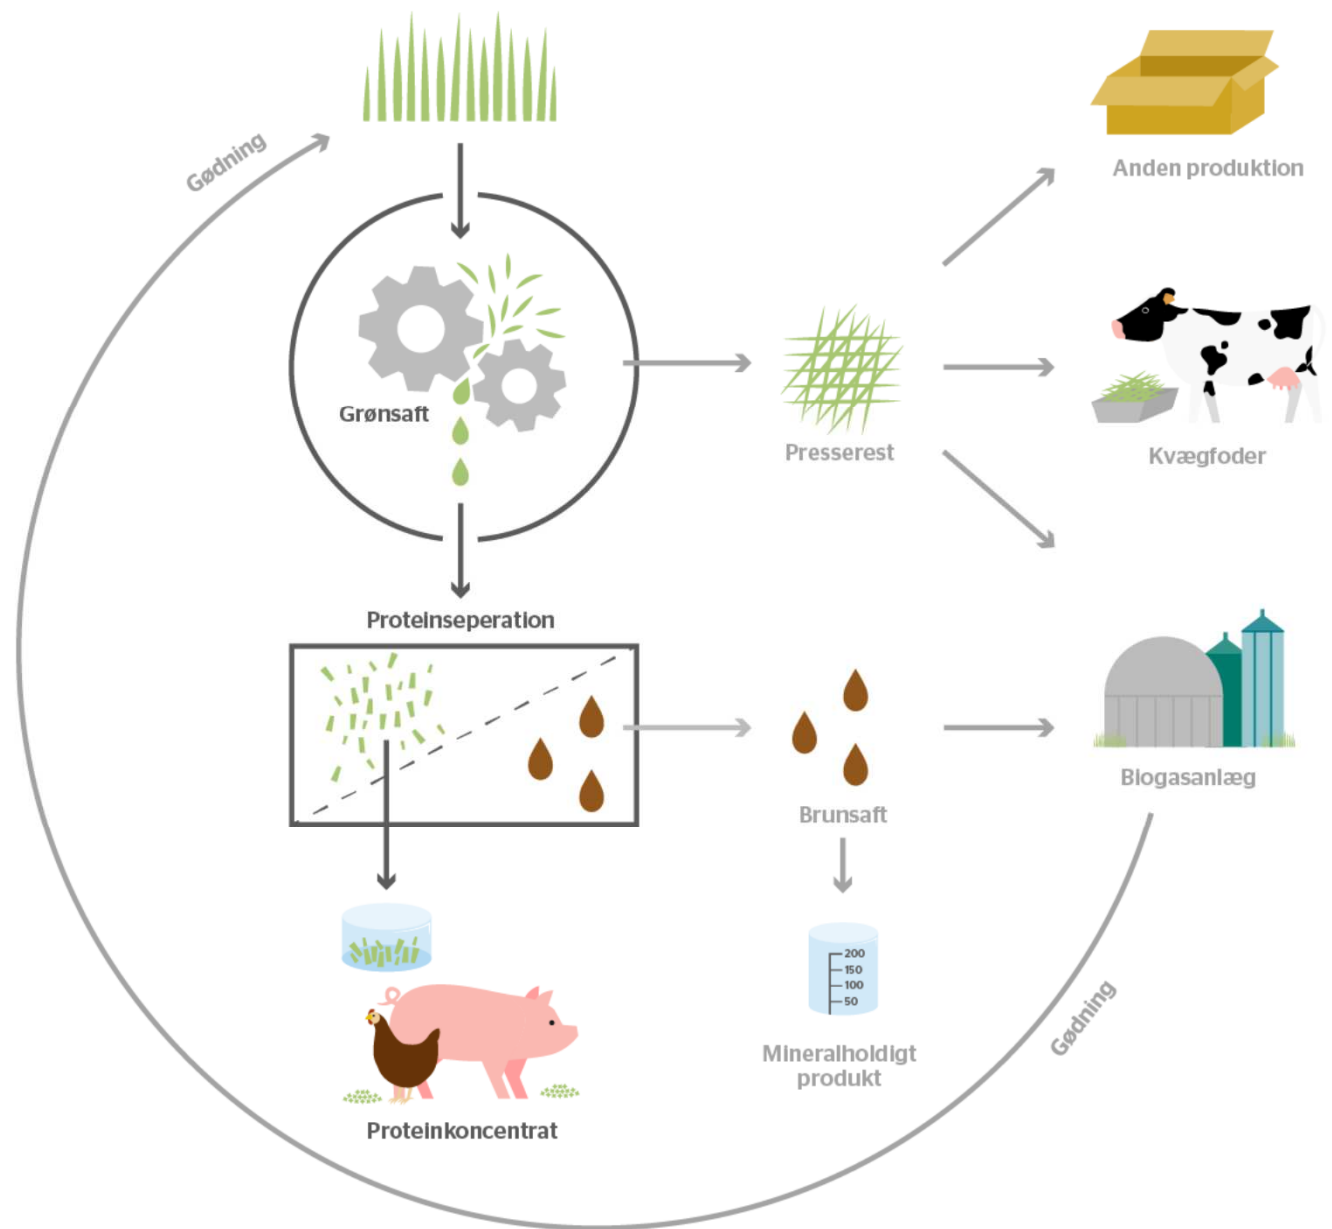 Gødning
Anden produktion
Grønsaft
Presserest
Kvægfoder
Proteinseperation
Brunsaft
Biogasanlæg
200
150
100
50
Mineralholdigt
produkt
Gødning
Proteinkoncentrat